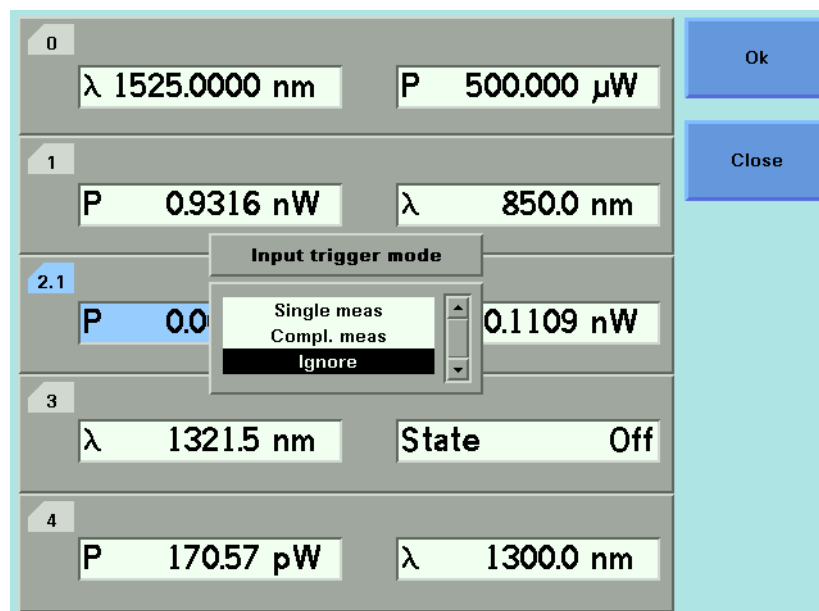 0
λ 1525.0000 nm
P 500.000 µW
Ok
1
P 0.9316 nW
λ 850.0 nm
Close
Input trigger mode
2.1
P
0.1109 nW
Single meas
Compl. meas
Ignore
3
λ 1321.5 nm
State Off
4
P 170.57 pW
λ 1300.0 nm